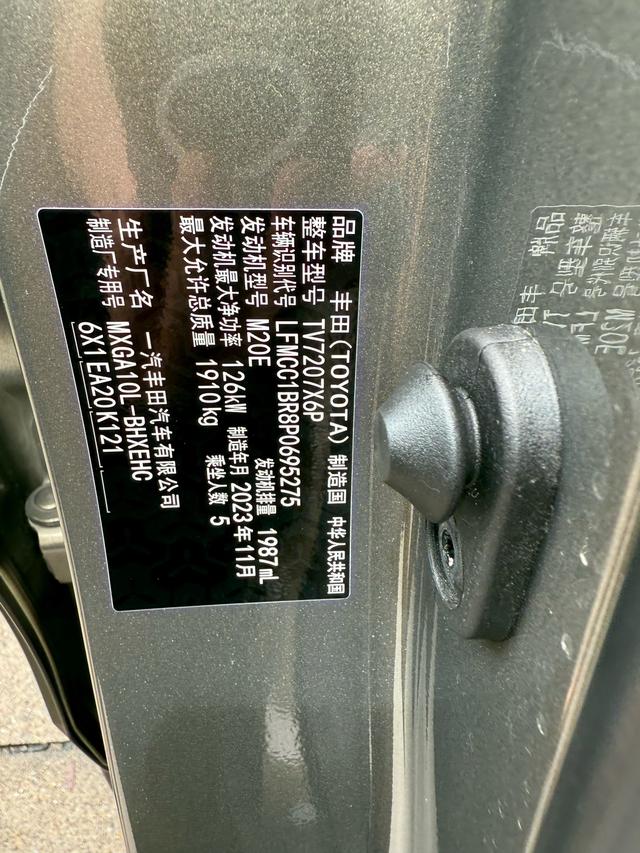 品牌 丰田(TOYOTA) 制造国 中华人民共和国
整车型号 TV7207X6P
车辆识别代号 LFMCC1BR8P0695275
发动机型号 M20E 发动机排量 1987mL
发动机最大净功率 126kW 制造年月 2023年11月
最大允许总质量 1910kg 乘坐人数 5
生产厂名 一汽丰田汽车有限公司
制造厂专用号 MXGA10L-BHXEHC
6X1EA20K121